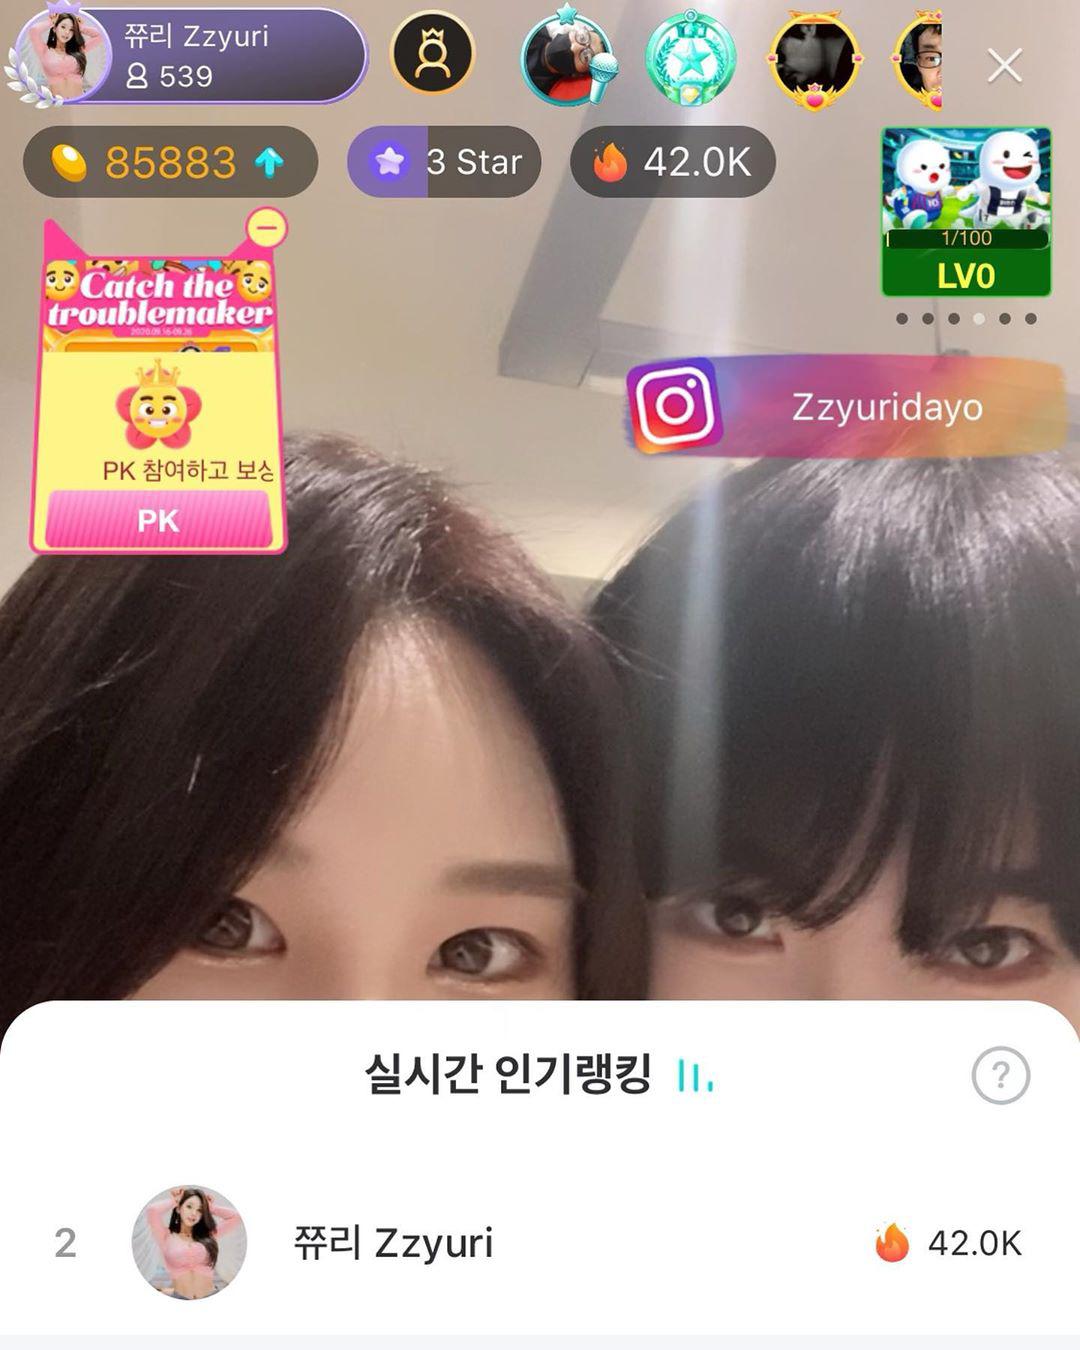 쮸리 Zzyuri
539
85883
3 Star
42.0K
1/100
LV0
Catch the
troublemaker
2020.09.16-09.26
PK 참여하고 보상
PK
Zzyuridayo
실시간 인기랭킹
?
2
쮸리 Zzyuri
42.0K